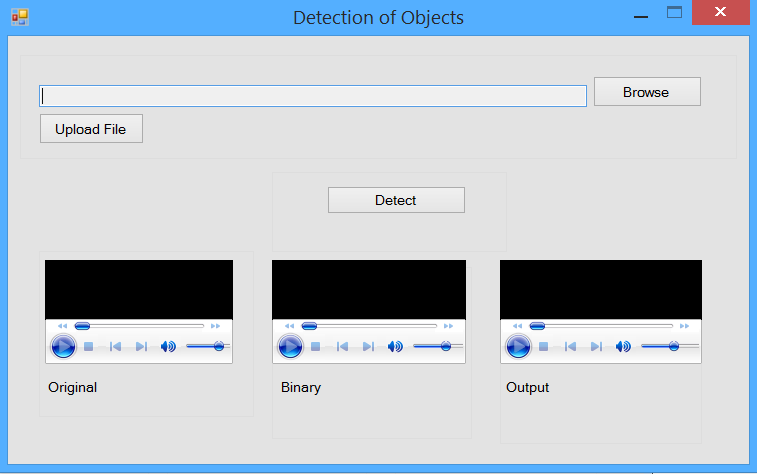 Detection of Objects
Browse
Upload File
Detect
Original
Binary
Output